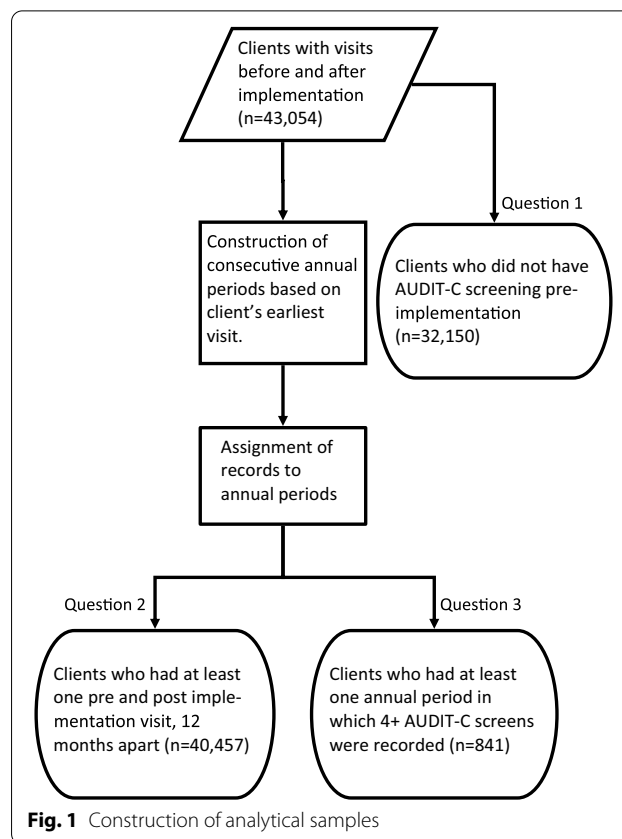 Clients with visits
before and after
implementation
(n=43,054)
Question 1
Construction of
consecutive annual
periods based on
client's earliest
visit.
Clients who did not have
AUDIT-C screening pre-
implementation
(n=32,150)
Assignment of
records to
annual periods
Question 2
Question 3
Clients who had at least
one pre and post imple-
mentation visit, 12
months apart (n=40,457)
Clients who had at least
one annual period in
which 4+ AUDIT-C screens
were recorded (n=841)
Fig. 1 Construction of analytical samples